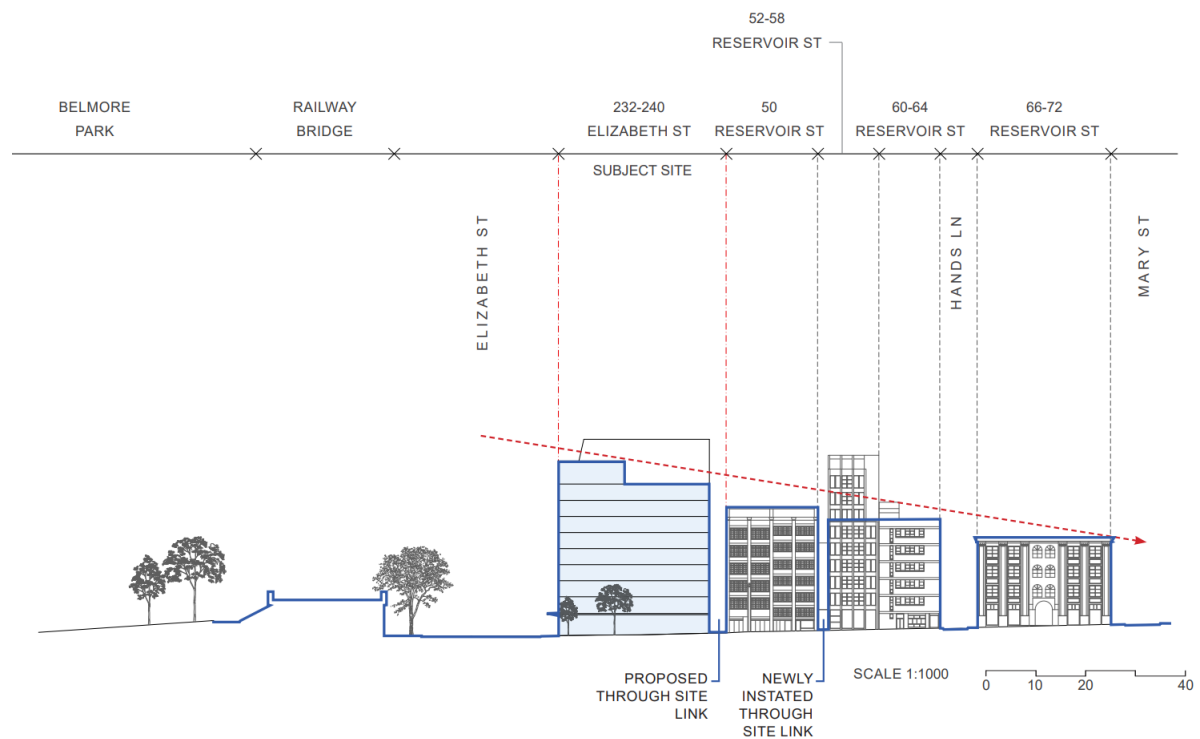 52-58
RESERVOIR ST
BELMORE
PARK
RAILWAY
BRIDGE
232-240
ELIZABETH ST
50
RESERVOIR ST
60-64
RESERVOIR ST
66-72
RESERVOIR ST
SUBJECT SITE
ELIZABETH ST
HANDS LN
MARY ST
PROPOSED
THROUGH SITE
LINK
NEWLY
INSTATED
THROUGH
SITE LINK
SCALE 1:1000
0 10 20 40